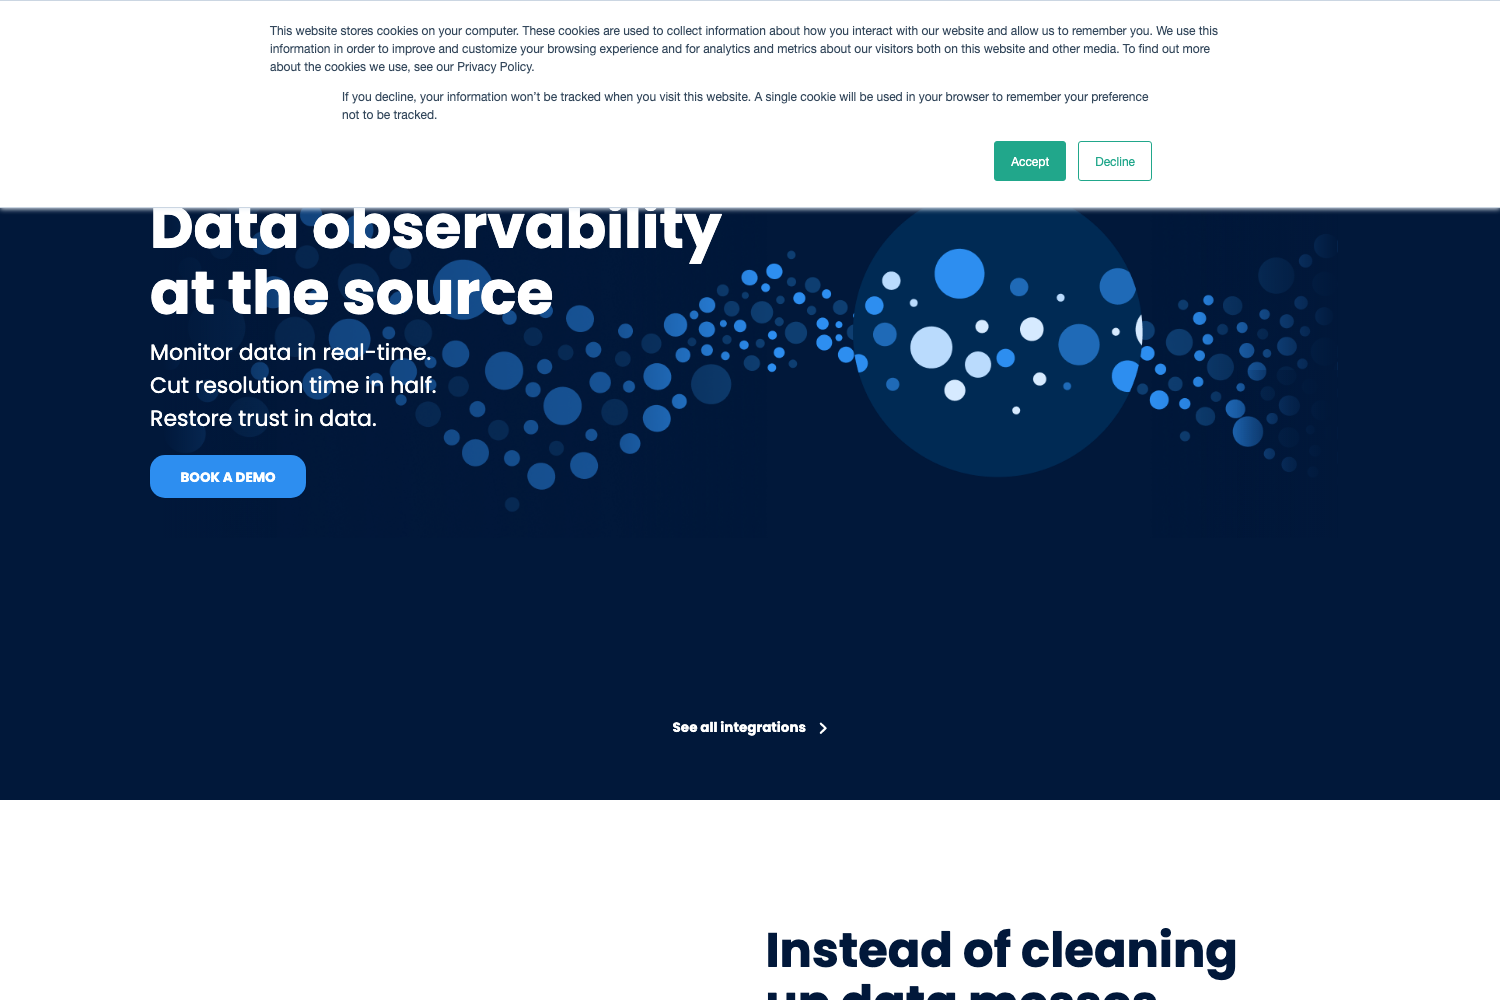 This website stores cookies on your computer. These cookies are used to collect information about how you interact with our website and allow us to remember you. We use this
information in order to improve and customize your browsing experience and for analytics and metrics about our visitors both on this website and other media. To find out more
about the cookies we use, see our Privacy Policy.
If you decline, your information won't be tracked when you visit this website. A single cookie will be used in your browser to remember your preference
not to be tracked.
Accept
Decline
Data observability
at the source
Monitor data in real-time.
Cut resolution time in half.
Restore trust in data.
BOOK A DEMO
See all integrations
Instead of cleaning
up data messes